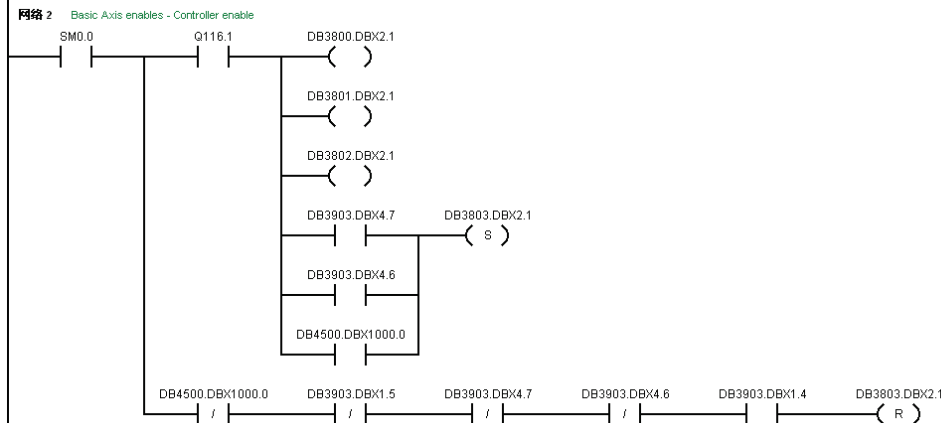 网络 2 Basic Axis enables - Controller enable
SM0.0 Q116.1 DB3800.DBX2.1
DB3801.DBX2.1
DB3802.DBX2.1
DB3903.DBX4.7 DB3803.DBX2.1
S
DB3903.DBX4.6
DB4500.DBX1000.0
DB4500.DBX1000.0 DB3903.DBX1.5 DB3903.DBX4.7 DB3903.DBX4.6 DB3903.DBX1.4 DB3803.DBX2.1
/ / / / R